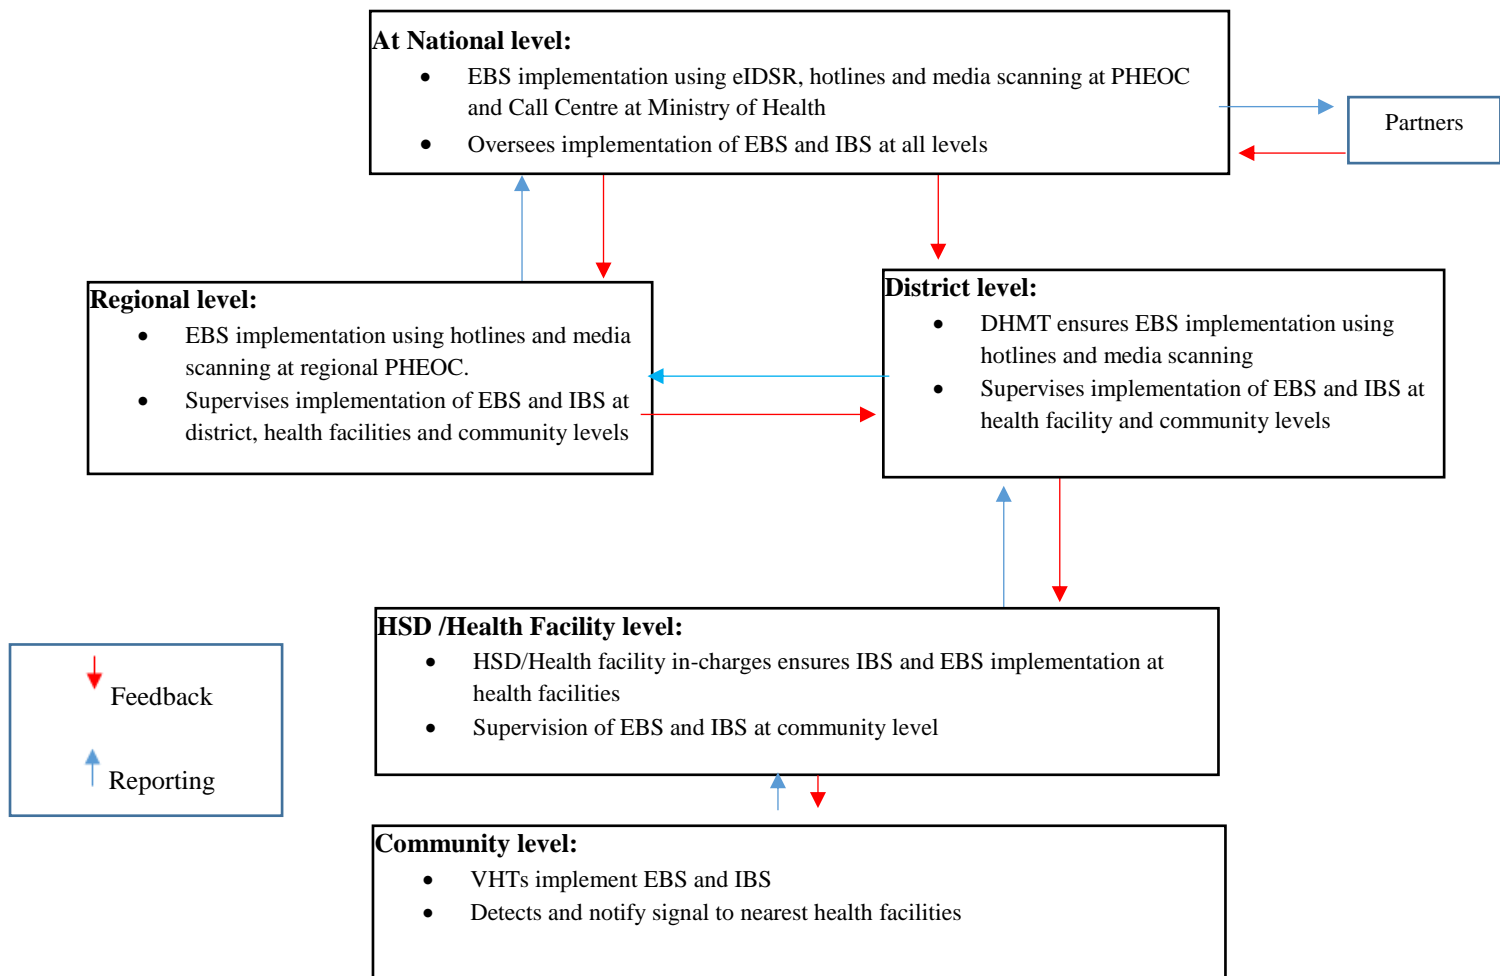 At National level:
• EBS implementation using eIDSR, hotlines and media scanning at PHEOC
and Call Centre at Ministry of Health
• Oversees implementation of EBS and IBS at all levels
Partners
Regional level:
• EBS implementation using hotlines and media
scanning at regional PHEOC.
• Supervises implementation of EBS and IBS at
district, health facilities and community levels
District level:
• DHMT ensures EBS implementation using
hotlines and media scanning
• Supervises implementation of EBS and IBS at
health facility and community levels
HSD /Health Facility level:
• HSD/Health facility in-charges ensures IBS and EBS implementation at
health facilities
• Supervision of EBS and IBS at community level
Feedback
Reporting
Community level:
• VHTs implement EBS and IBS
• Detects and notify signal to nearest health facilities